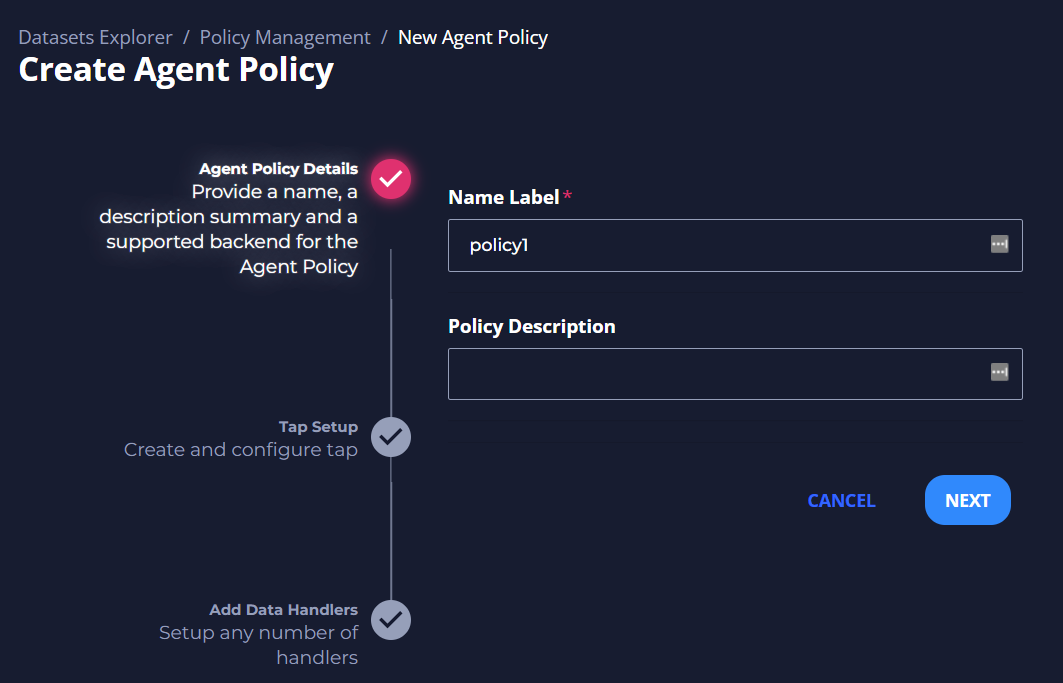 Datasets Explorer / Policy Management / New Agent Policy
Create Agent Policy
Agent Policy Details
Provide a name, a
description summary and a
supported backend for the
Agent Policy
Name Label *
policy1
Policy Description
Tap Setup
Create and configure tap
CANCEL
NEXT
Add Data Handlers
Setup any number of
handlers